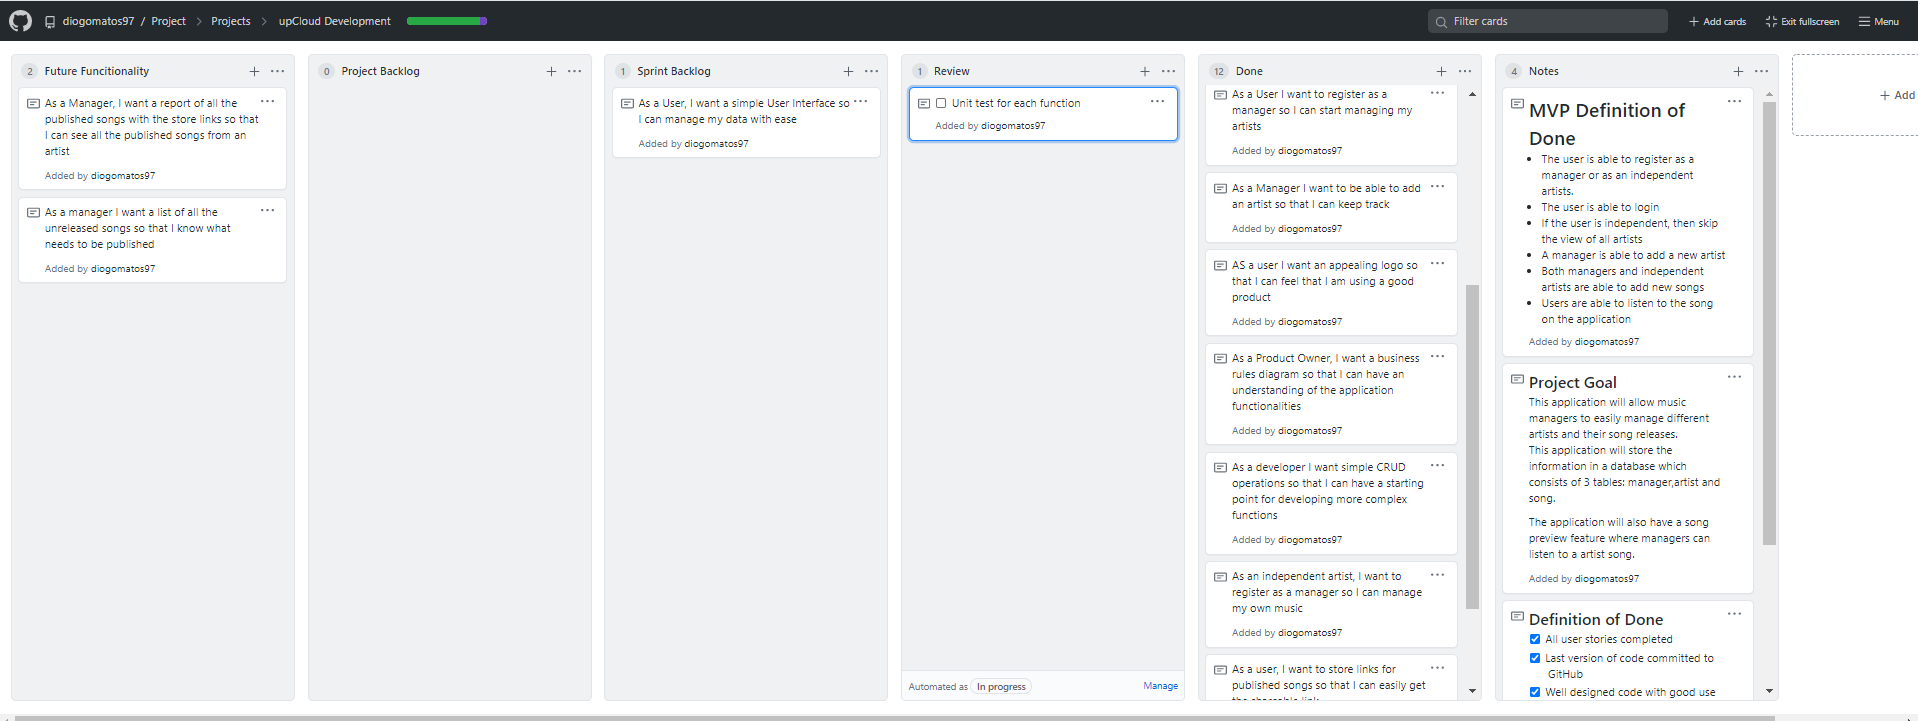 diogomatos97 / Project > Projects > upCloud Development
Filter cards
+ Add cards
Exit fullscreen
Menu
2 Future Funcitionality
As a Manager, I want a report of all the
published songs with the store links so that
I can see all the published songs from an
artist
Added by diogomatos97
As a manager I want a list of all the
unreleased songs so that I know what
needs to be published
Added by diogomatos97
0 Project Backlog
1 Sprint Backlog
As a User, I want a simple User Interface so
I can manage my data with ease
Added by diogomatos97
1 Review
Unit test for each function
Added by diogomatos97
Automated as In progress
Manage
12 Done
As a User I want to register as a
manager so I can start managing my
artists
Added by diogomatos97
As a Manager I want to be able to add
an artist so that I can keep track
Added by diogomatos97
AS a user I want an appealing logo so
that I can feel that I am using a good
product
Added by diogomatos97
As a Product Owner, I want a business
rules diagram so that I can have an
understanding of the application
functionalities
Added by diogomatos97
As a developer I want simple CRUD
operations so that I can have a starting
point for developing more complex
functions
Added by diogomatos97
As an independent artist, I want to
register as a manager so I can manage
my own music
Added by diogomatos97
As a user, I want to store links for
published songs so that I can easily get
4 Notes
MVP Definition of
Done
The user is able to register as a
manager or as an independent
artists.
The user is able to login
If the user is independent, then skip
the view of all artists
A manager is able to add a new artist
Both managers and independent
artists are able to add new songs
Users are able to listen to the song
on the application
Added by diogomatos97
Project Goal
This application will allow music
managers to easily manage different
artists and their song releases.
This application will store the
information in a database which
consists of 3 tables: manager,artist and
song.
The application will also have a song
preview feature where managers can
listen to a artist song.
Added by diogomatos97
Definition of Done
All user stories completed
Last version of code committed to
GitHub
Well designed code with good use
+ Add